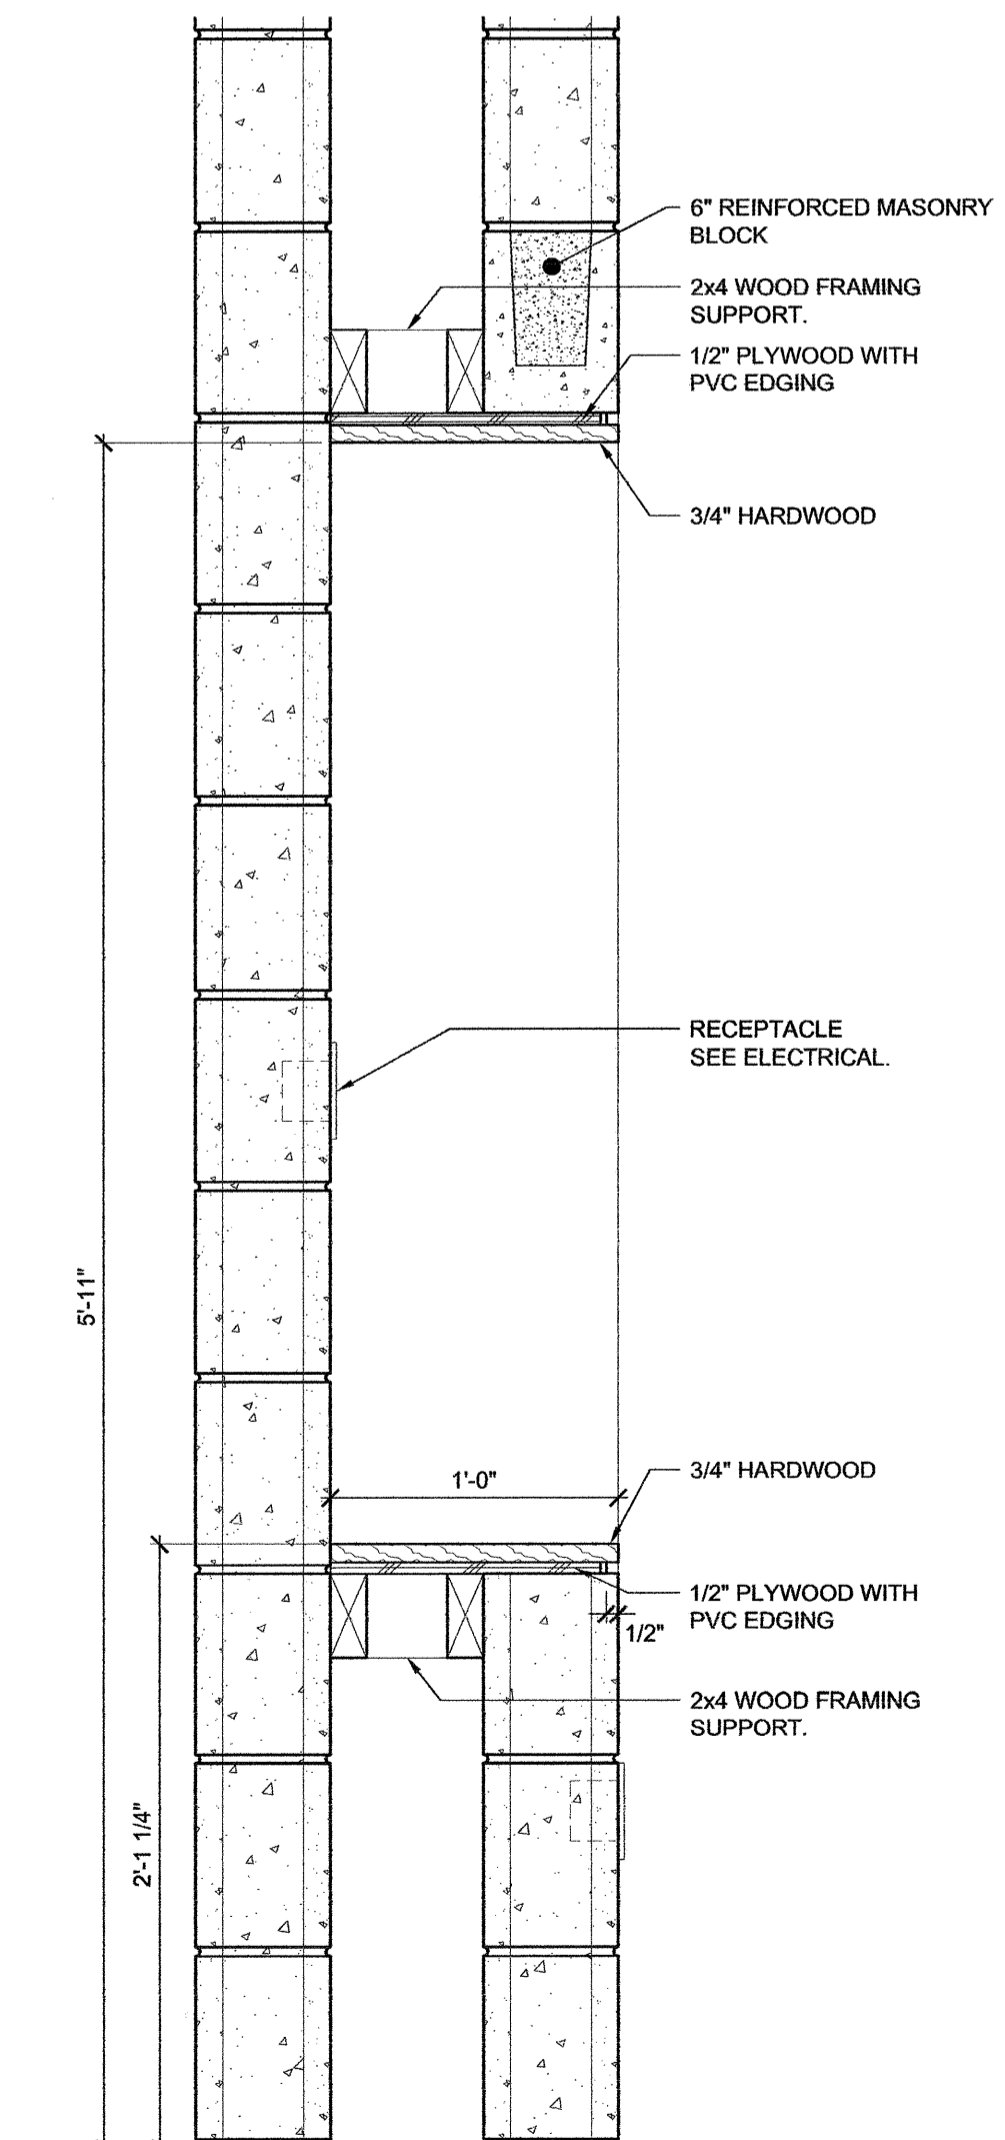 6" REINFORCED MASONRY
BLOCK
2x4 WOOD FRAMING
SUPPORT.
1/2" PLYWOOD WITH
PVC EDGING
3/4" HARDWOOD
RECEPTACLE
SEE ELECTRICAL.
5'-11"
3/4" HARDWOOD
1'-0"
1/2" PLYWOOD WITH
PVC EDGING
1/2"
2x4 WOOD FRAMING
SUPPORT.
2'-1 1/4"